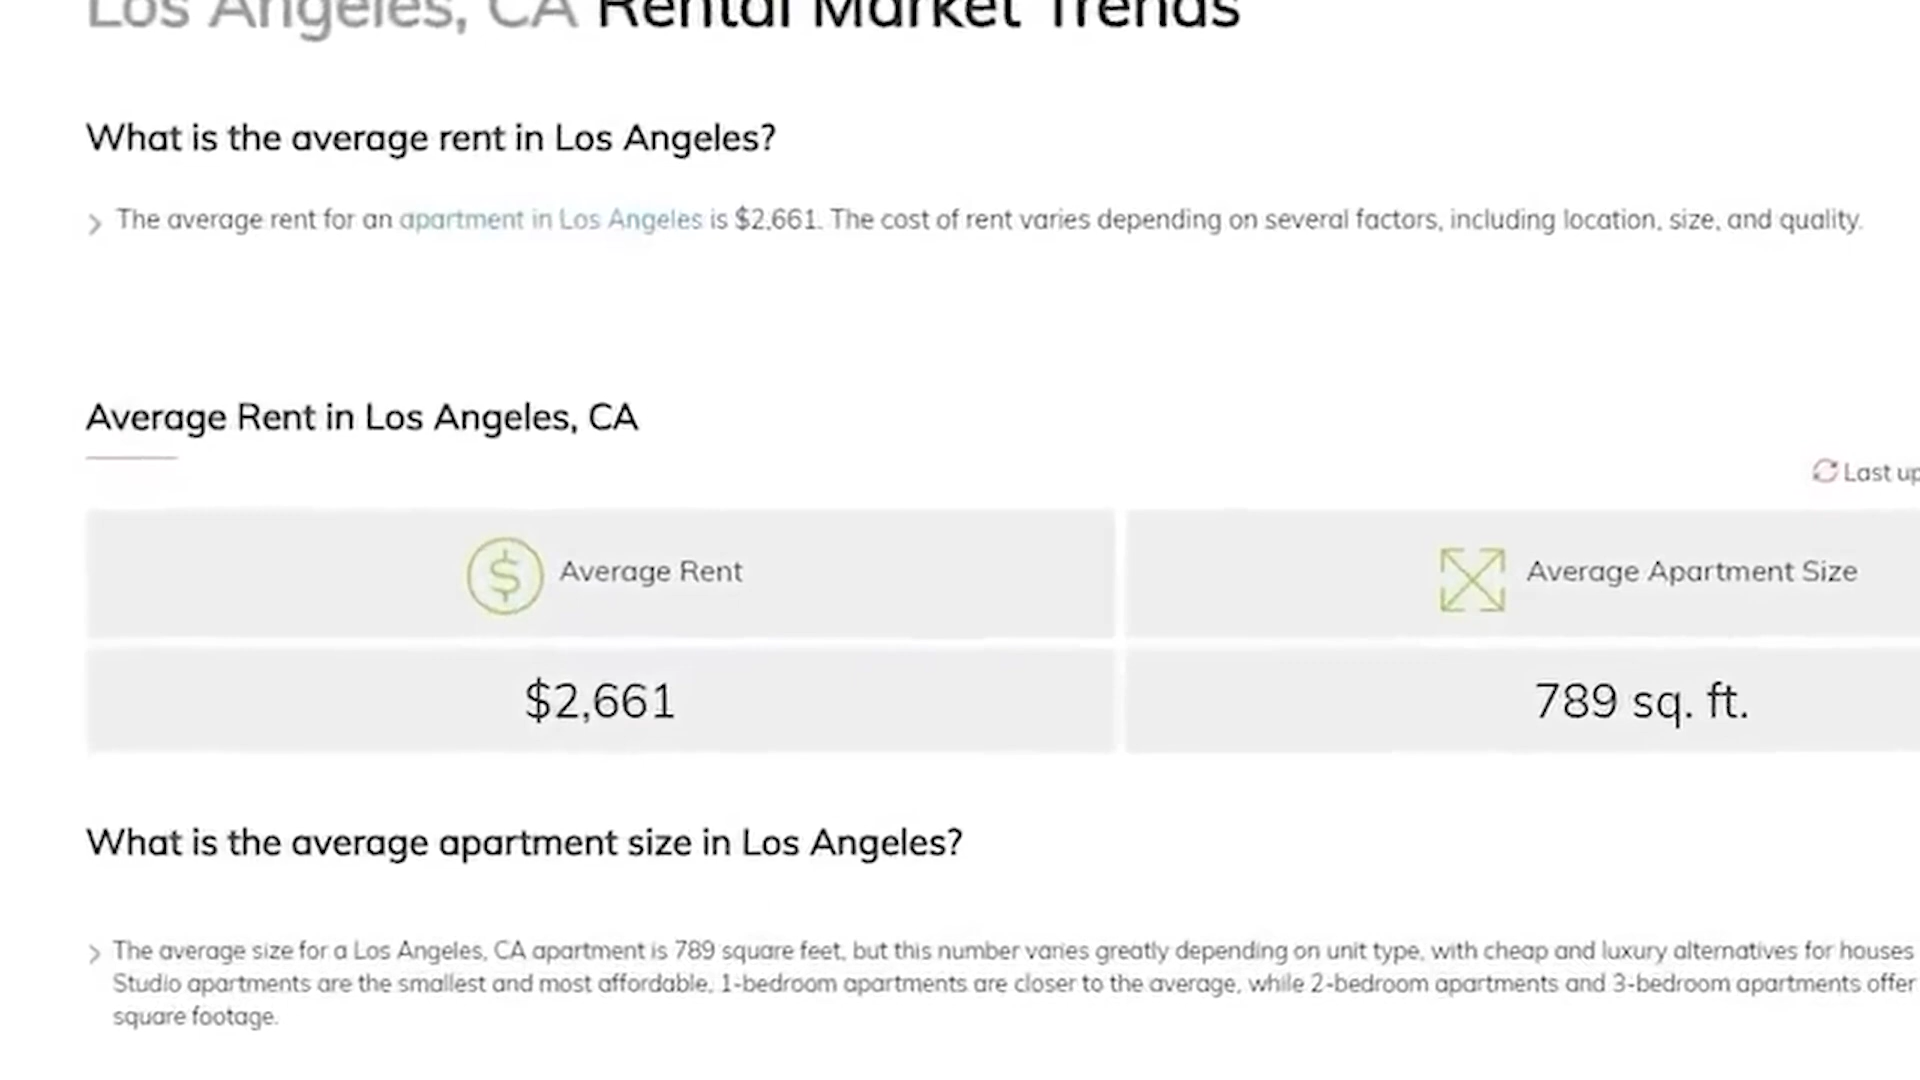 Los Angeles, CA Rental Market Trends
What is the average rent in Los Angeles?
The average rent for an apartment in Los Angeles is $2,661. The cost of rent varies depending on several factors, including location, size, and quality.
Average Rent in Los Angeles, CA
Last up
Average Rent
Average Apartment Size
$2,661
789 sq. ft.
What is the average apartment size in Los Angeles?
The average size for a Los Angeles, CA apartment is 789 square feet, but this number varies greatly depending on unit type, with cheap and luxury alternatives for houses
Studio apartments are the smallest and most affordable, 1-bedroom apartments are closer to the average, while 2-bedroom apartments and 3-bedroom apartments offer
square footage.